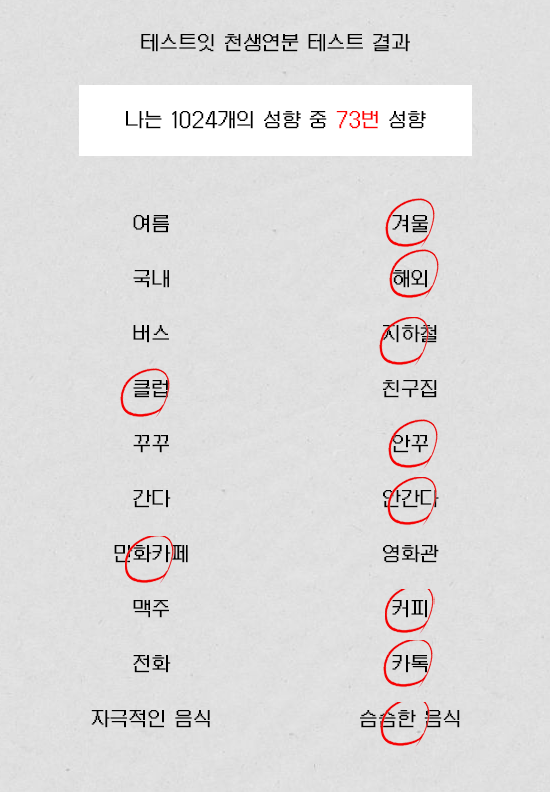 테스트잇 천생연분 테스트 결과
나는 1024개의 성향 중 73번 성향
여름 겨울
국내 해외
버스 지하철
클럽 친구집
꾸꾸 안꾸
간다 안간다
만화카페 영화관
맥주 커피
전화 카톡
자극적인 음식 슴슴한 음식